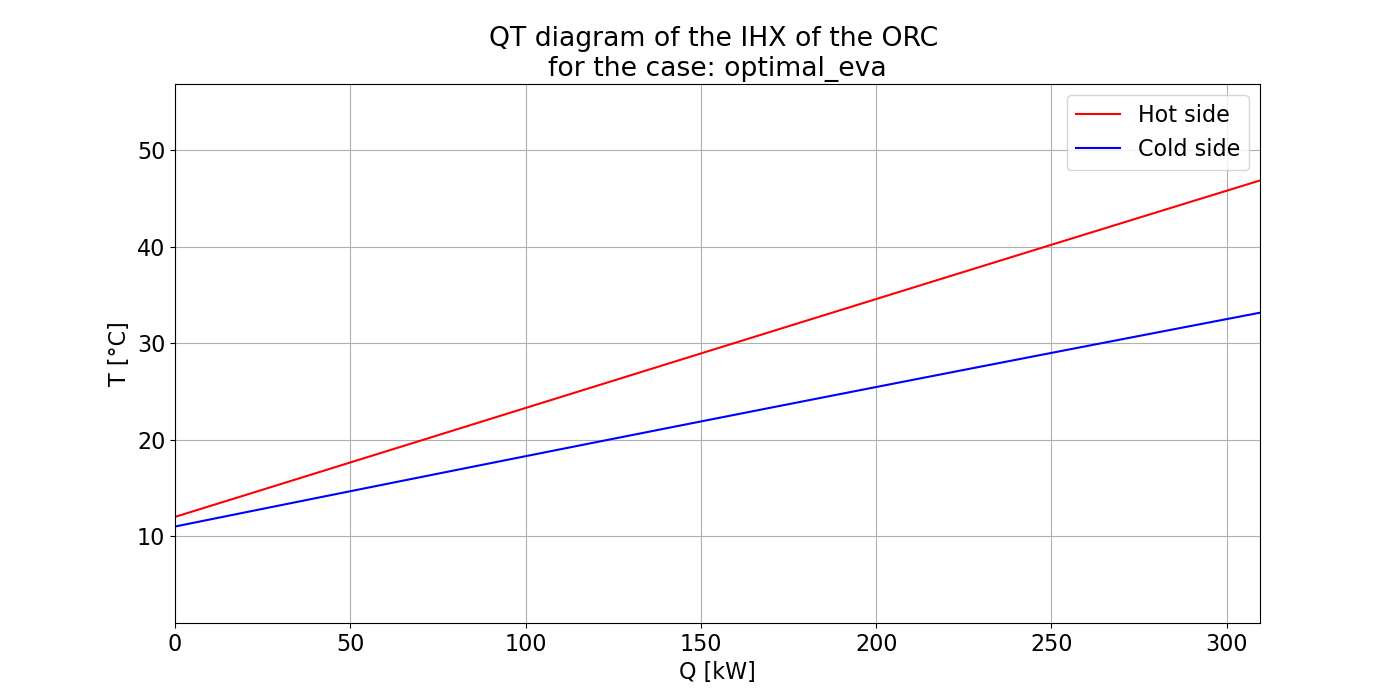 QT diagram of the IHX of the ORC
for the case: optimal_eva
Hot side
Cold side
50
40
30
20
10
T [°C]
0
50
100
150
200
250
300
Q [kW]